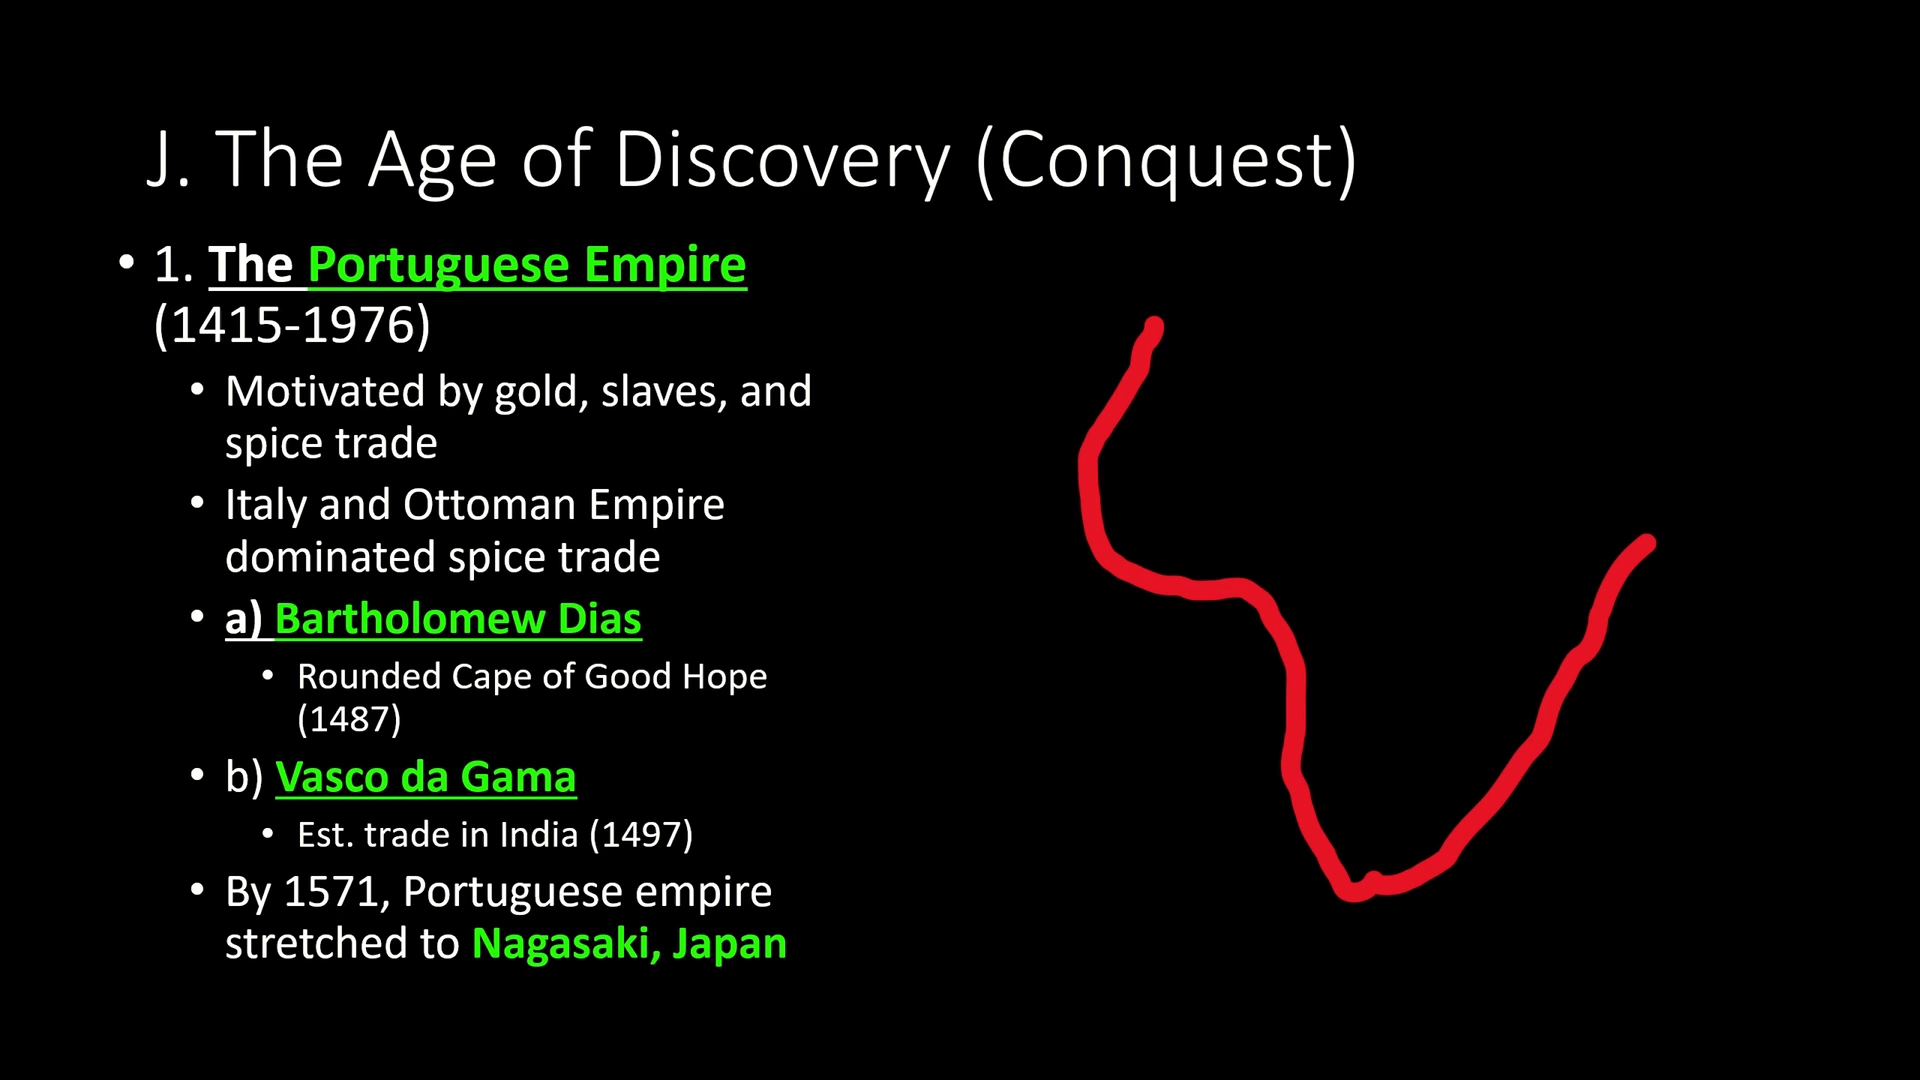 J. The Age of Discovery (Conquest)
• 1. The Portuguese Empire
(1415-1976)
• Motivated by gold, slaves, and
spice trade
• Italy and Ottoman Empire
dominated spice trade
• a) Bartholomew Dias
• Rounded Cape of Good Hope
(1487)
• b) Vasco da Gama
• Est. trade in India (1497)
• By 1571, Portuguese empire
stretched to Nagasaki, Japan